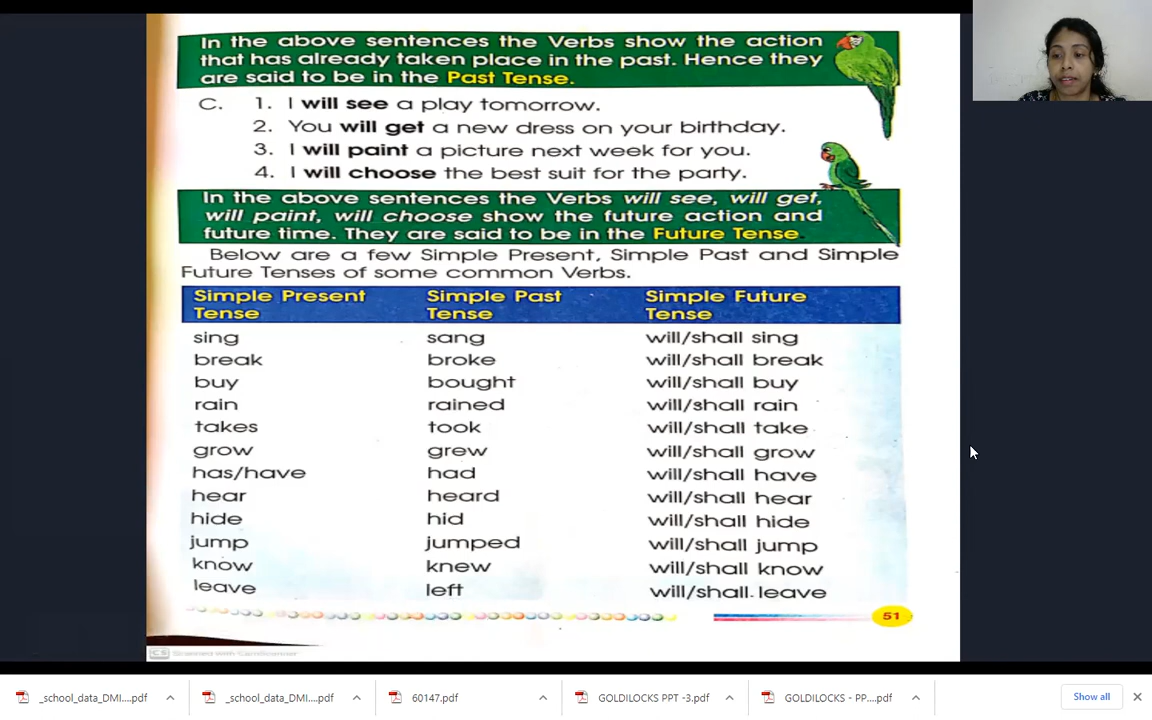 In the above sentences the Verbs show the action
that has already taken place in the past. Hence they
are said to be in the Past Tense.
C. 1. I will see a play tomorrow.
2. You will get a new dress on your birthday.
3. I will paint a picture next week for you.
4. I will choose the best suit for the party.
In the above sentences the Verbs will see, will get,
will paint, will choose show the future action and
future time. They are said to be in the Future Tense.
Below are a few Simple Present, Simple Past and Simple
Future Tenses of some common Verbs.
Simple Present Tense Simple Past Tense Simple Future Tense
sing sang will/shall sing
break broke will/shall break
buy bought will/shall buy
rain rained will/shall rain
takes took will/shall take
grow grew will/shall grow
has/have had will/shall have
hear heard will/shall hear
hide hid will/shall hide
jump jumped will/shall jump
know knew will/shall know
leave left will/shall leave
51
CS Scanned with CamScanner
_school_data_DMI....pdf _school_data_DMI....pdf 60147.pdf GOLDILOCKS PPT -3.pdf GOLDILOCKS - PP....pdf Show all